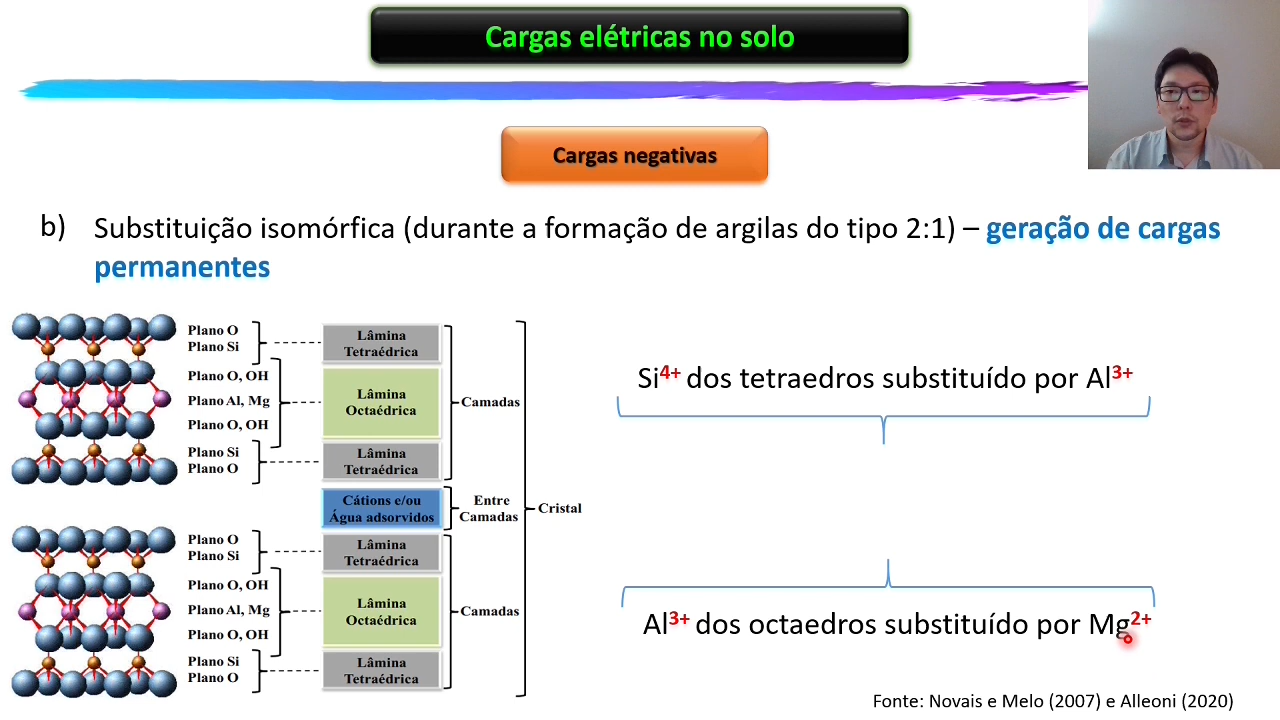 Cargas elétricas no solo
Cargas negativas
b) Substituição isomórfica (durante a formação de argilas do tipo 2:1) – geração de cargas
permanentes
Plano O
Plano Si
Plano O, OH
Plano Al, Mg
Plano O, OH
Plano Si
Plano O
Lâmina
Tetraédrica
Lâmina
Octaédrica
Lâmina
Tetraédrica
Camadas
Cátions e/ou
Água adsorvidos
Entre
Camadas
Cristal
Plano O
Plano Si
Plano O, OH
Plano Al, Mg
Plano O, OH
Plano Si
Plano O
Lâmina
Tetraédrica
Lâmina
Octaédrica
Lâmina
Tetraédrica
Camadas
Si4+ dos tetraedros substituído por Al3+
Al3+ dos octaedros substituído por Mg2+
Fonte: Novais e Melo (2007) e Alleoni (2020)